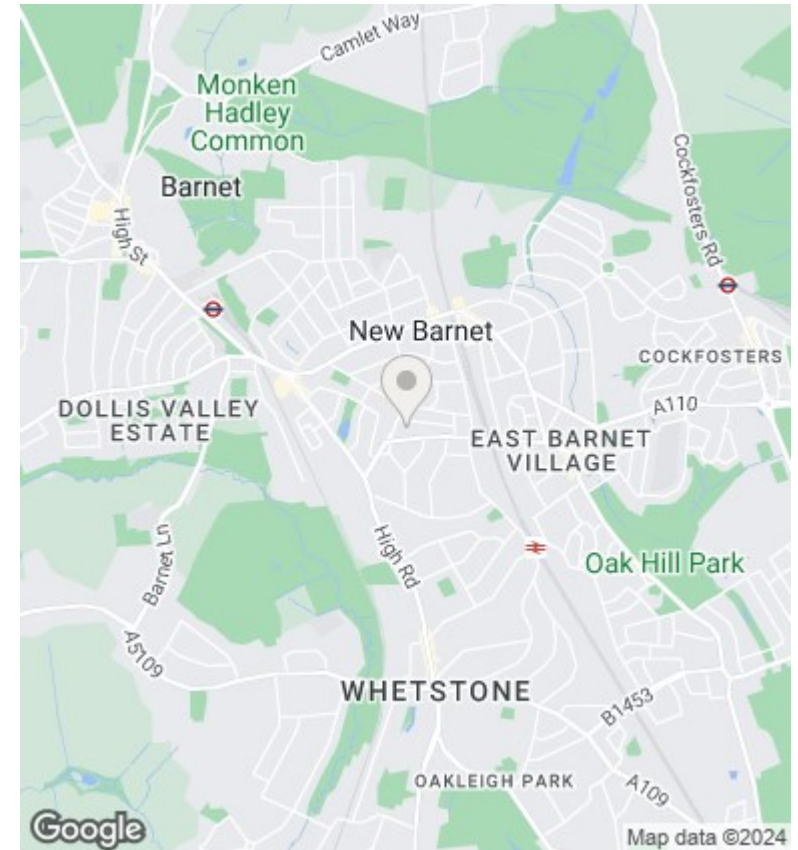 Camlet Way
Monken
Hadley
Common
Barnet
High St
Cockfosters Rd
New Barnet
COCKFOSTERS
DOLLIS VALLEY
ESTATE
A110
EAST BARNET
VILLAGE
High Rd
Barnet Ln
Oak Hill Park
A5109
WHETSTONE
B1453
OAKLEIGH PARK
A109
Google
Map data ©2024